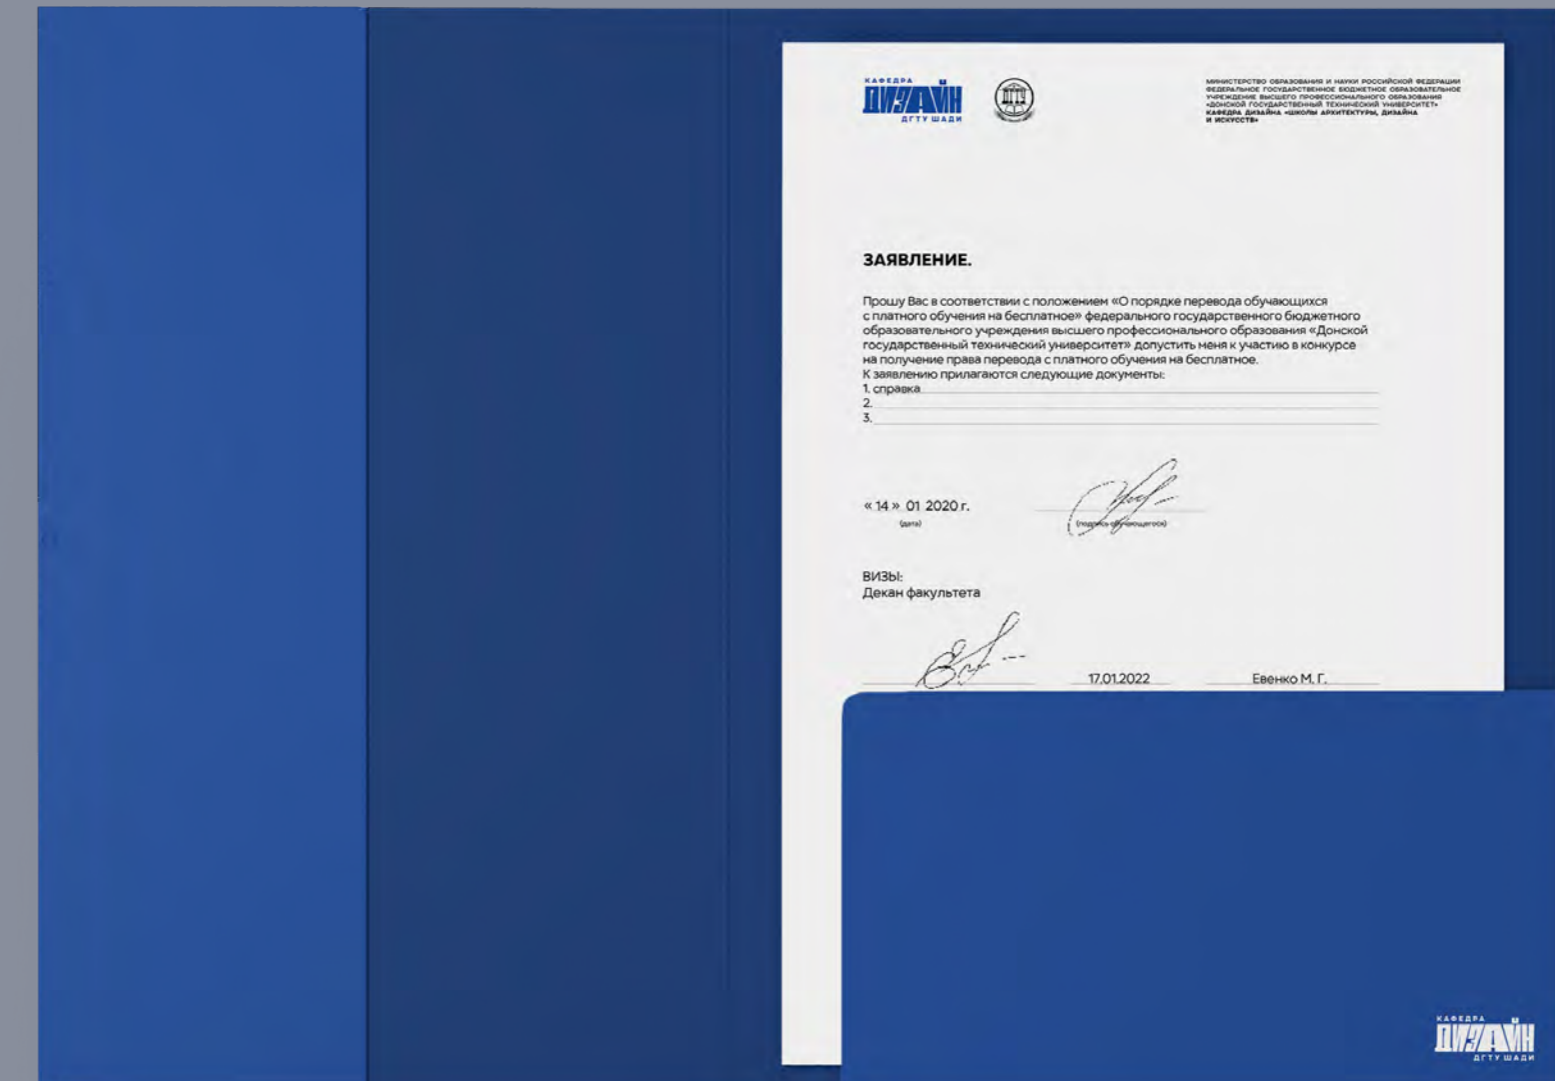 КАФЕДРА
ДИЗАЙН
ДГТУ ШАДИ
ДГТУ
МИНИСТЕРСТВО ОБРАЗОВАНИЯ И НАУКИ РОССИЙСКОЙ ФЕДЕРАЦИИ
ФЕДЕРАЛЬНОЕ ГОСУДАРСТВЕННОЕ БЮДЖЕТНОЕ ОБРАЗОВАТЕЛЬНОЕ
УЧРЕЖДЕНИЕ ВЫСШЕГО ПРОФЕССИОНАЛЬНОГО ОБРАЗОВАНИЯ
«ДОНСКОЙ ГОСУДАРСТВЕННЫЙ ТЕХНИЧЕСКИЙ УНИВЕРСИТЕТ»
КАФЕДРА ДИЗАЙНА «ШКОЛЫ АРХИТЕКТУРЫ, ДИЗАЙНА
И ИСКУССТВ»
ЗАЯВЛЕНИЕ.
Прошу Вас в соответствии с положением «О порядке перевода обучающихся
с платного обучения на бесплатное» федерального государственного бюджетного
образовательного учреждения высшего профессионального образования «Донской
государственный технический университет» допустить меня к участию в конкурсе
на получение права перевода с платного обучения на бесплатное.
К заявлению прилагаются следующие документы:
1. справка
2.
3.
« 14 » 01 2020 г.
(дата)
(подпись обучающегося)
ВИЗЫ:
Декан факультета
17.01.2022 Евенко М. Г.
КАФЕДРА
ДИЗАЙН
ДГТУ ШАДИ